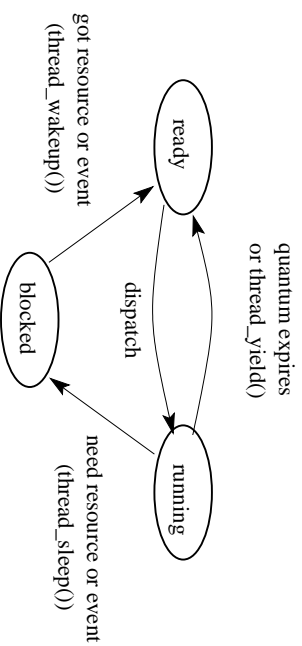 quantum expires
or thread_yield()
ready
running
dispatch
got resource or event
(thread_wakeup())
need resource or event
(thread_sleep())
blocked